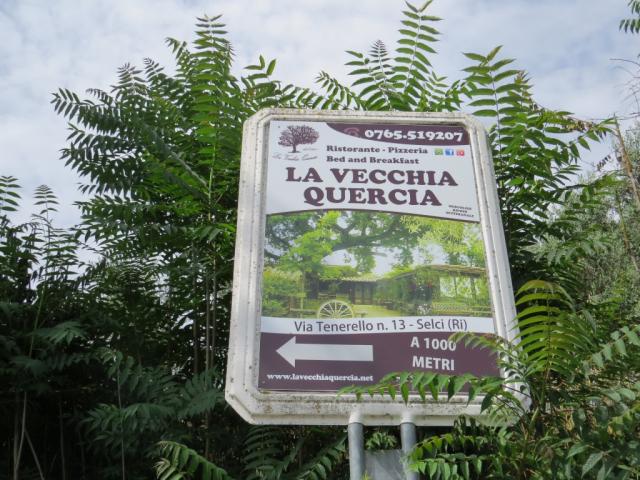 0765.519207
Ristorante - Pizzeria
Bed and Breakfast
LA VECCHIA
QUERCIA
Via Tenerello n. 13 - Selci (Ri)
A 1000
METRI
www.lavecchiaquercia.net